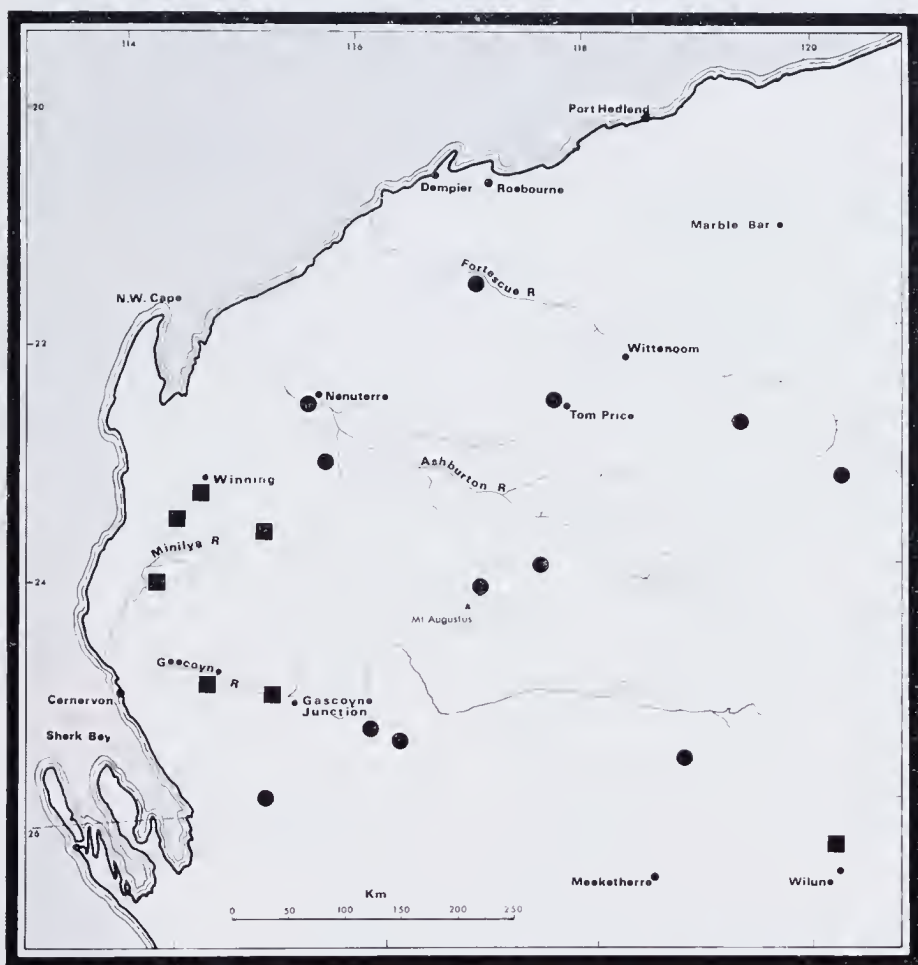 114
116
118
120
20
Port Hedland
Dampier
Roebourne
Marble Bar
Fortescue R
N.W. Cape
22
Wittenoom
Nanuterra
Tom Price
Ashburton R
Winning
Minilya R
24
Mt Augustus
Gascoyne R
Carnarvon
Gascoyne
Junction
Shark Bay
26
Meekatharra
Wiluna
Km
0 50 100 150 200 250